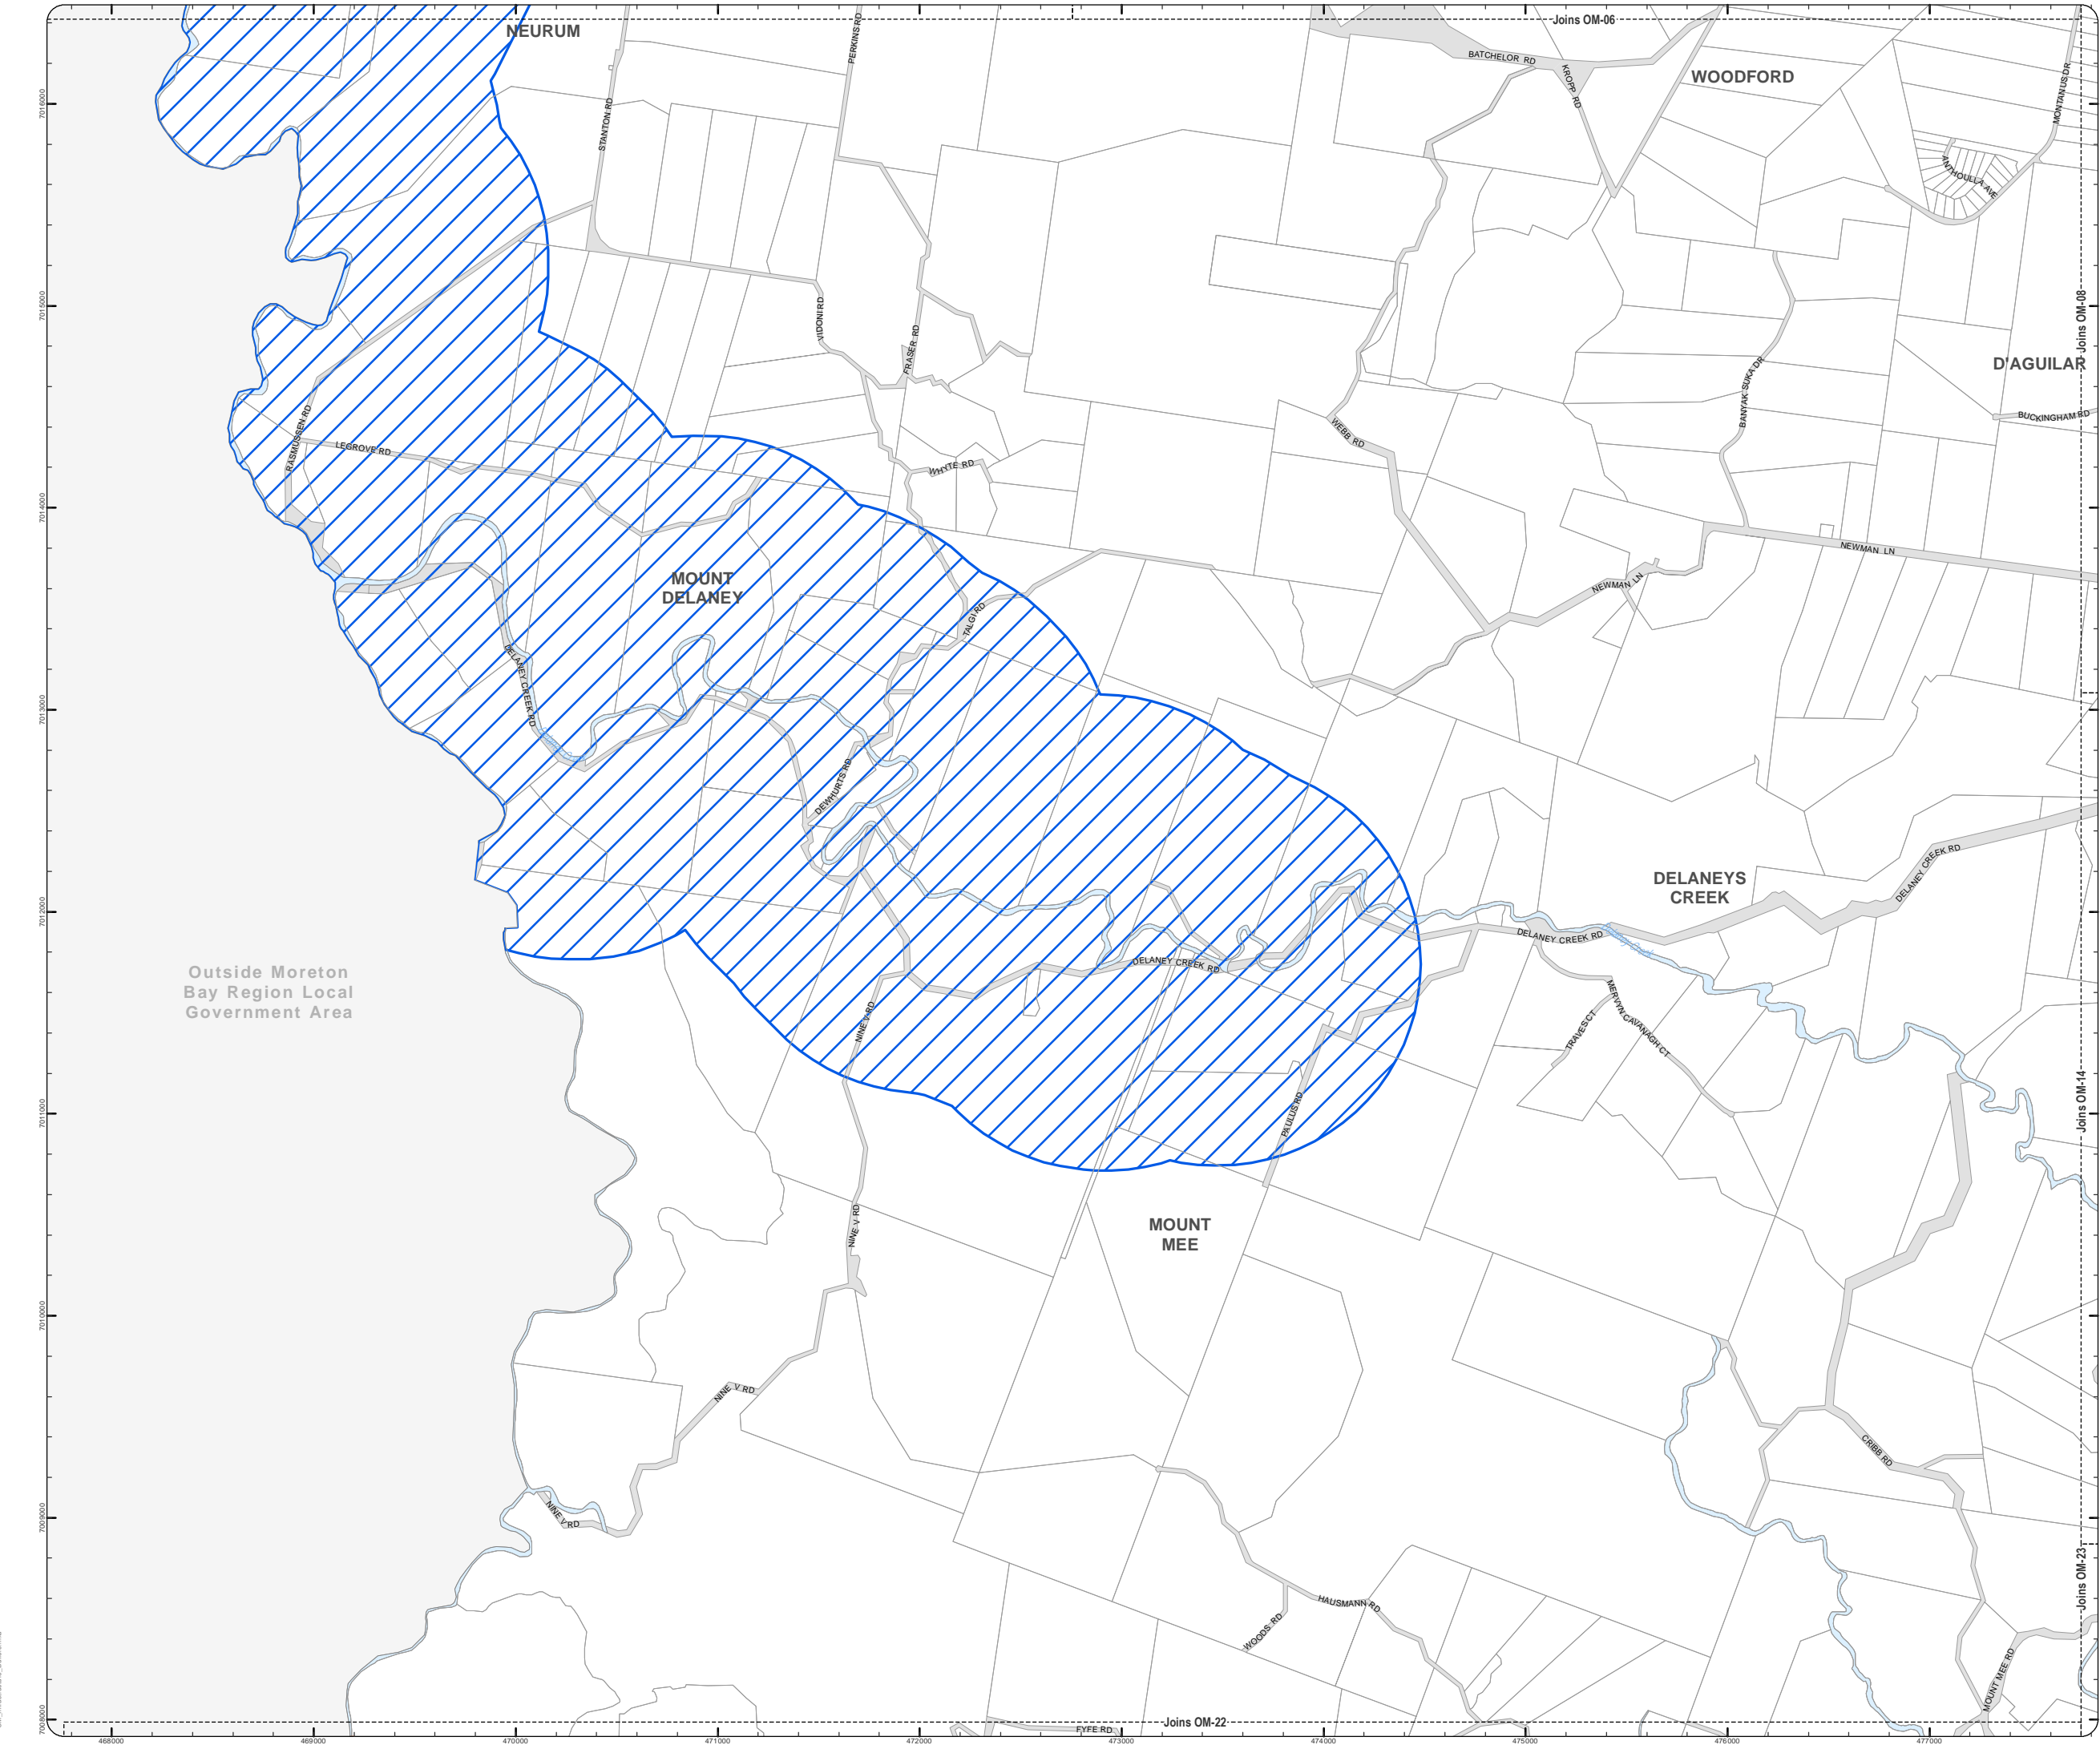 Joins OM-06
NEURUM
PERKINS RD
BATCHELOR RD
KROPP RD
WOODFORD
MONTANUS DR
STANTON RD
ANTHOULLA AVE
7016000
7015000
VIDONI RD
FRASER RD
Joins OM-08
D'AGUILAR
BANYAK SUKA DR
BUCKINGHAM RD
RASMUSSEN RD
LEGROVE RD
WEBB RD
WHYTE RD
7014000
NEWMAN LN
MOUNT
DELANEY
NEWMAN LN
TALGI RD
DELANEY CREEK RD
7013000
DEWHURTS RD
DELANEY CREEK RD
DELANEYS
CREEK
7012000
DELANEY CREEK RD
DELANEY CREEK RD
Outside Moreton
Bay Region Local
Government Area
NINE V RD
MERVYN CAVANAGH CT
TRAVES CT
PAULUS RD
Joins OM-14
7011000
MOUNT
MEE
NINE V RD
7010000
NINE V RD
CRIBB RD
7009000
NINE V RD
Joins OM-23
HAUSMANN RD
WOODS RD
MOUNT MEE RD
7008000
Joins OM-22
FYFE RD
468000
469000
470000
471000
472000
473000
474000
475000
476000
477000